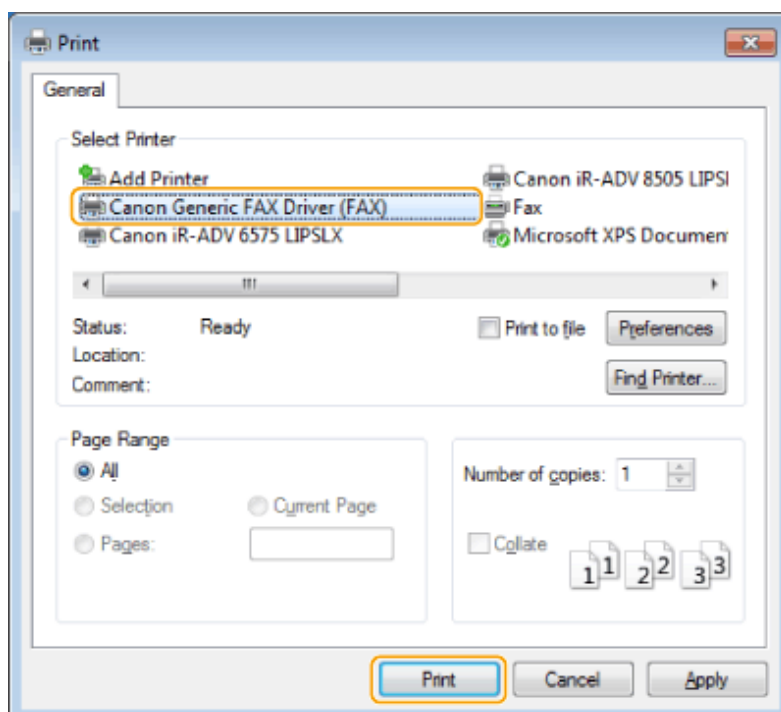 Print
General
Select Printer
Add Printer
Canon Generic FAX Driver (FAX)
Canon iR-ADV 6575 LIPSLX
Canon iR-ADV 8505 LIPSI
Fax
Microsoft XPS Documen
Status: Ready
Location:
Comment:
Print to file
Preferences
Find Printer...
Page Range
All
Selection
Current Page
Pages:
Number of copies: 1
Collate
1 1 2 2 3 3
Print
Cancel
Apply